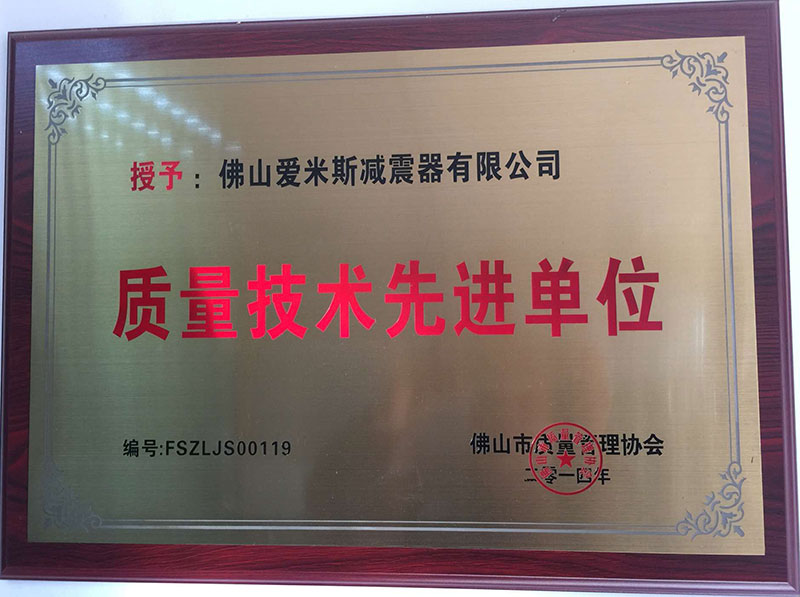 授予：佛山爱米斯减震器有限公司
质量技术先进单位
编号:FSZLJS00119
佛山市质量管理协会
二零一四年